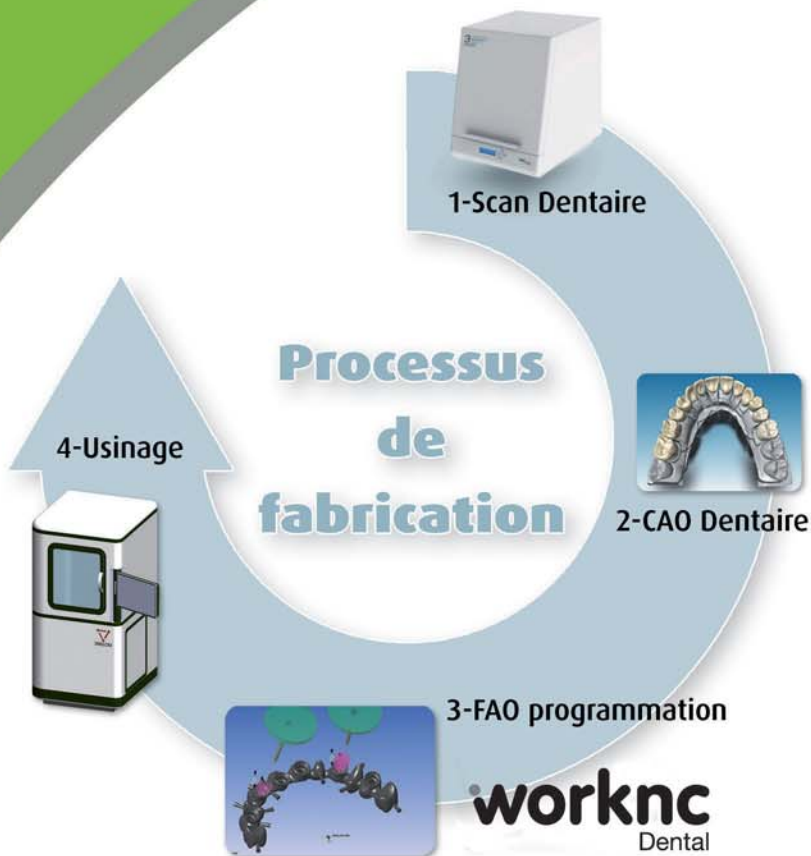 1-Scan Dentaire
Processus
de
fabrication
2-CAO Dentaire
3-FAO programmation
4-Usinage
worknc
Dental